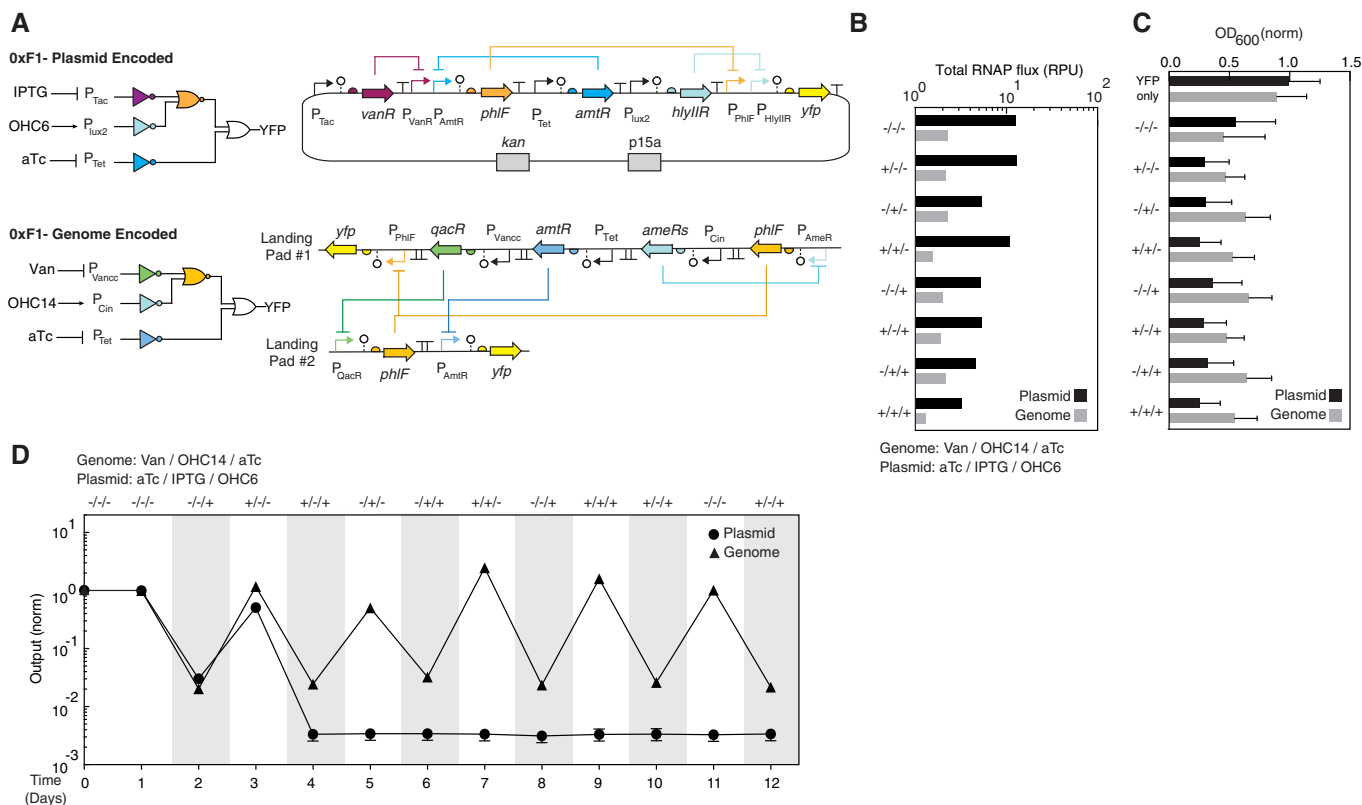 A
0xF1- Plasmid Encoded
IPTG
P Tac
OHC6
P lux2
YFP
aTc
P Tet
P Tac
vanR
P VanR
P AmtR
phlF
P Tet
amtR
P lux2
hlyIIR
P PhlF
P HlyIIR
yfp
kan
p15a
0xF1- Genome Encoded
Van
P Vancc
OHC14
P Cin
YFP
aTc
P Tet
Landing
Pad #1
yfp
P PhlF
qacR
P Vancc
amtR
P Tet
ameRs
P Cin
phlF
P AmeR
Landing
Pad #2
P QacR
phlF
P AmtR
yfp
B
Total RNAP flux (RPU)
10^0 10^1 10^2
-/-/-
+/-/-
-/+/-
+/+/-
-/-/+
+/-/+
-/+/+
+/+/+
Plasmid
Genome
Genome: Van / OHC14 / aTc
Plasmid: aTc / IPTG / OHC6
C
OD600(norm)
0.0 0.5 1.0 1.5
YFP
only
-/-/-
+/-/-
-/+/-
+/+/-
-/-/+
+/-/+
-/+/+
+/+/+
Plasmid
Genome
D
Genome: Van / OHC14 / aTc
Plasmid: aTc / IPTG / OHC6
-/-/- -/-/- -/-/+ +/-/- +/-/+ -/+/- -/+/+ +/+/- -/-/+ +/+/+ +/-/+ -/-/- +/-/+
Plasmid
Genome
Output (norm)
10^1
10^0
10^-1
10^-2
10^-3
Time
(Days)
0 1 2 3 4 5 6 7 8 9 10 11 12